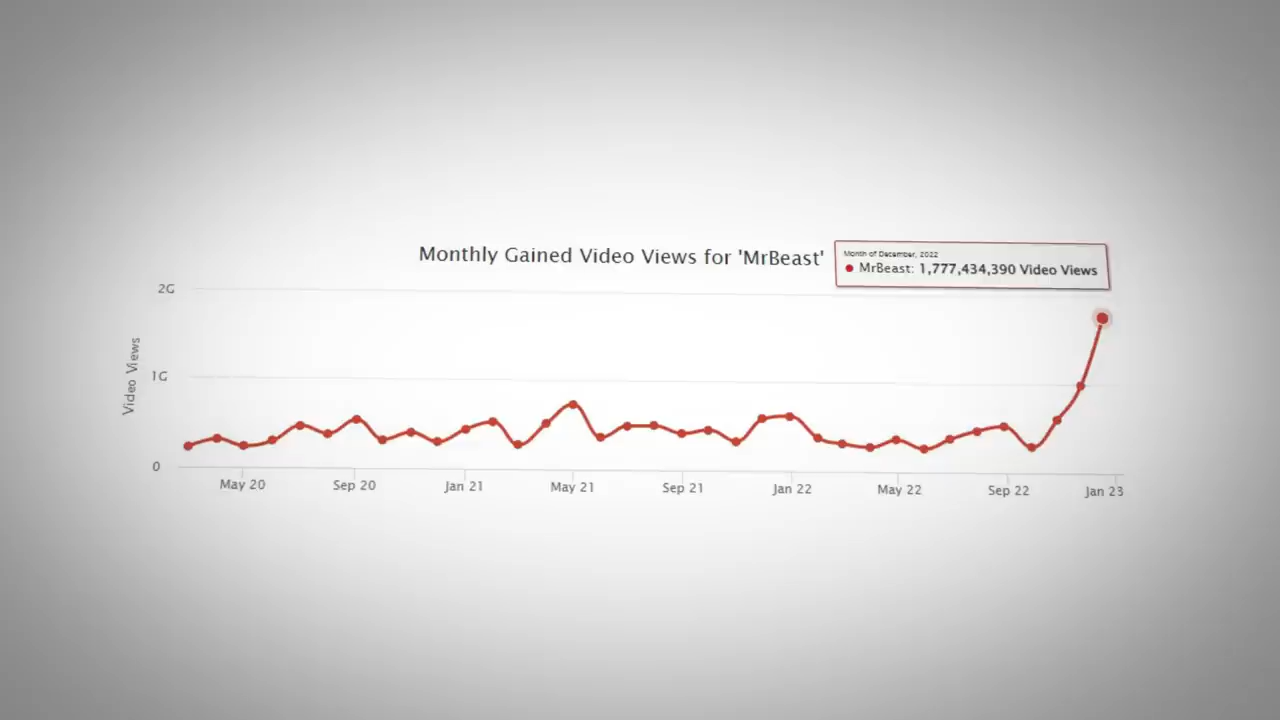 Monthly Gained Video Views for 'MrBeast'
Month of December, 2022
MrBeast: 1,777,434,390 Video Views
2G
1G
0
Video Views
May 20
Sep 20
Jan 21
May 21
Sep 21
Jan 22
May 22
Sep 22
Jan 23